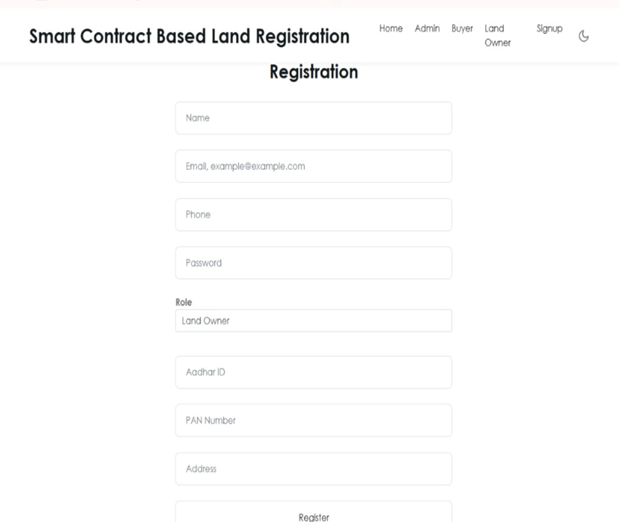 Smart Contract Based Land Registration
Home Admin Buyer Land Owner Signup
Registration
Name
Email, example@example.com
Phone
Password
Role
Land Owner
Aadhar ID
PAN Number
Address
Register